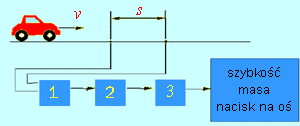 v
s
1
2
3
szybkość
masa
nacisk na oś